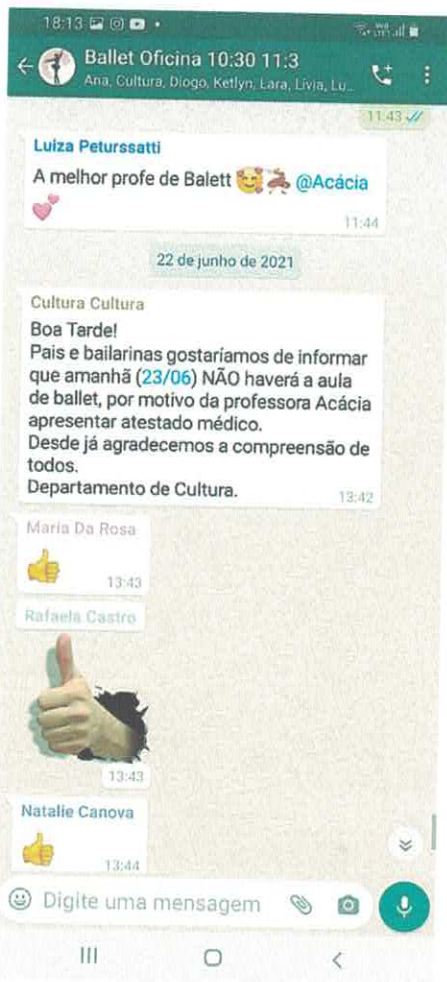 18:13
Ballet Oficina 10:30 11:3
Ana, Cultura, Diogo, Ketlyn, Lara, Livia, Lu...
11:43
Luiza Peturssatti
A melhor profe de Balett 🥰 @Acácia
💕
11:44
22 de junho de 2021
Cultura Cultura
Boa Tarde!
Pais e bailarinas gostaríamos de informar
que amanhã (23/06) NÃO haverá a aula
de ballet, por motivo da professora Acácia
apresentar atestado médico.
Desde já agradecemos a compreensão de
todos.
Departamento de Cultura.
13:42
Maria Da Rosa
👍
13:43
Rafaela Castro
13:43
Natalie Canova
👍
13:44
Digite uma mensagem